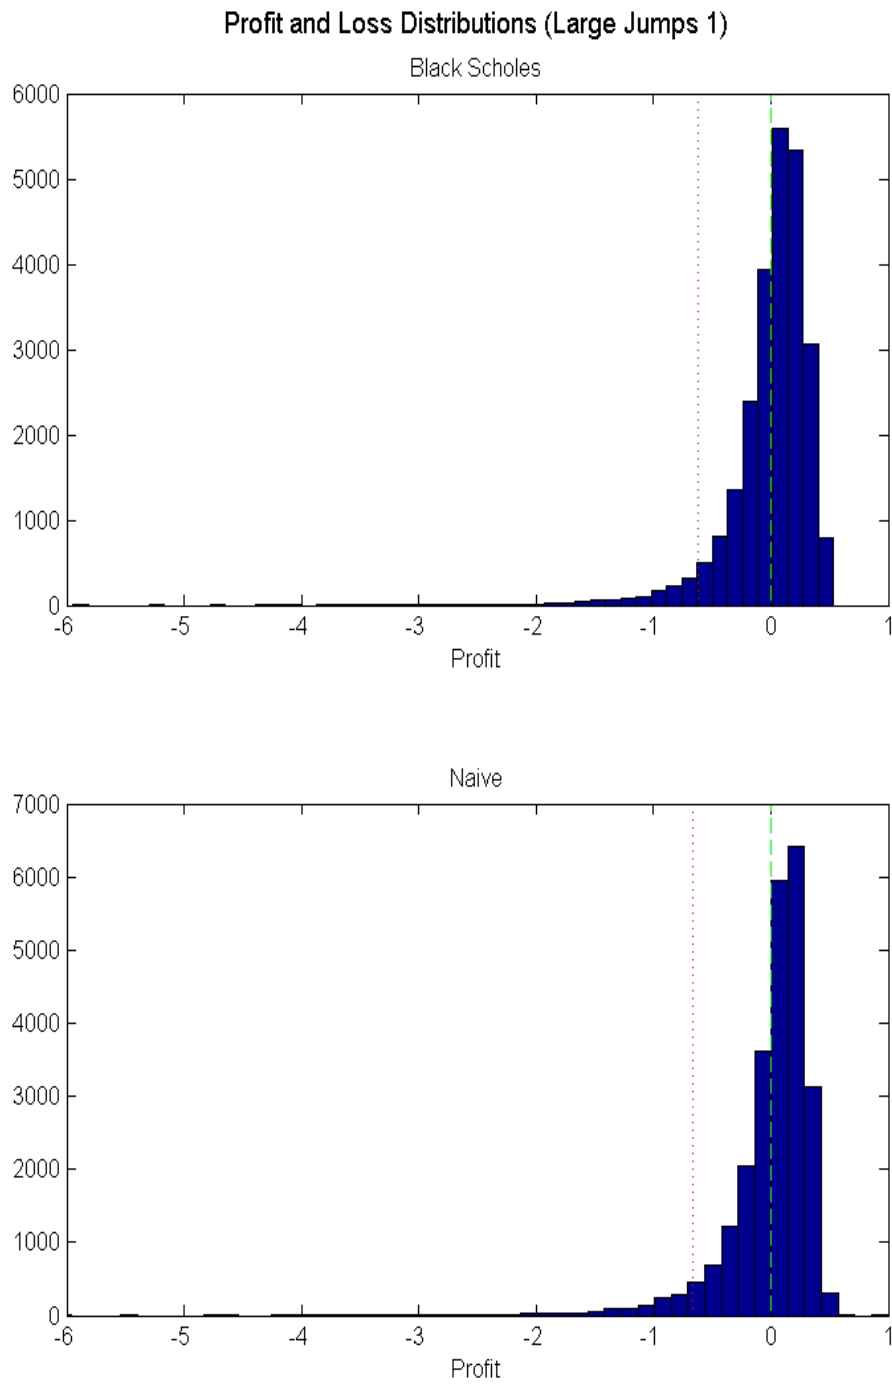 Profit and Loss Distributions (Large Jumps 1)
Black Scholes
6000
5000
4000
3000
2000
1000
0
-6 -5 -4 -3 -2 -1 0 1
Profit
Naive
7000
6000
5000
4000
3000
2000
1000
0
-6 -5 -4 -3 -2 -1 0 1
Profit